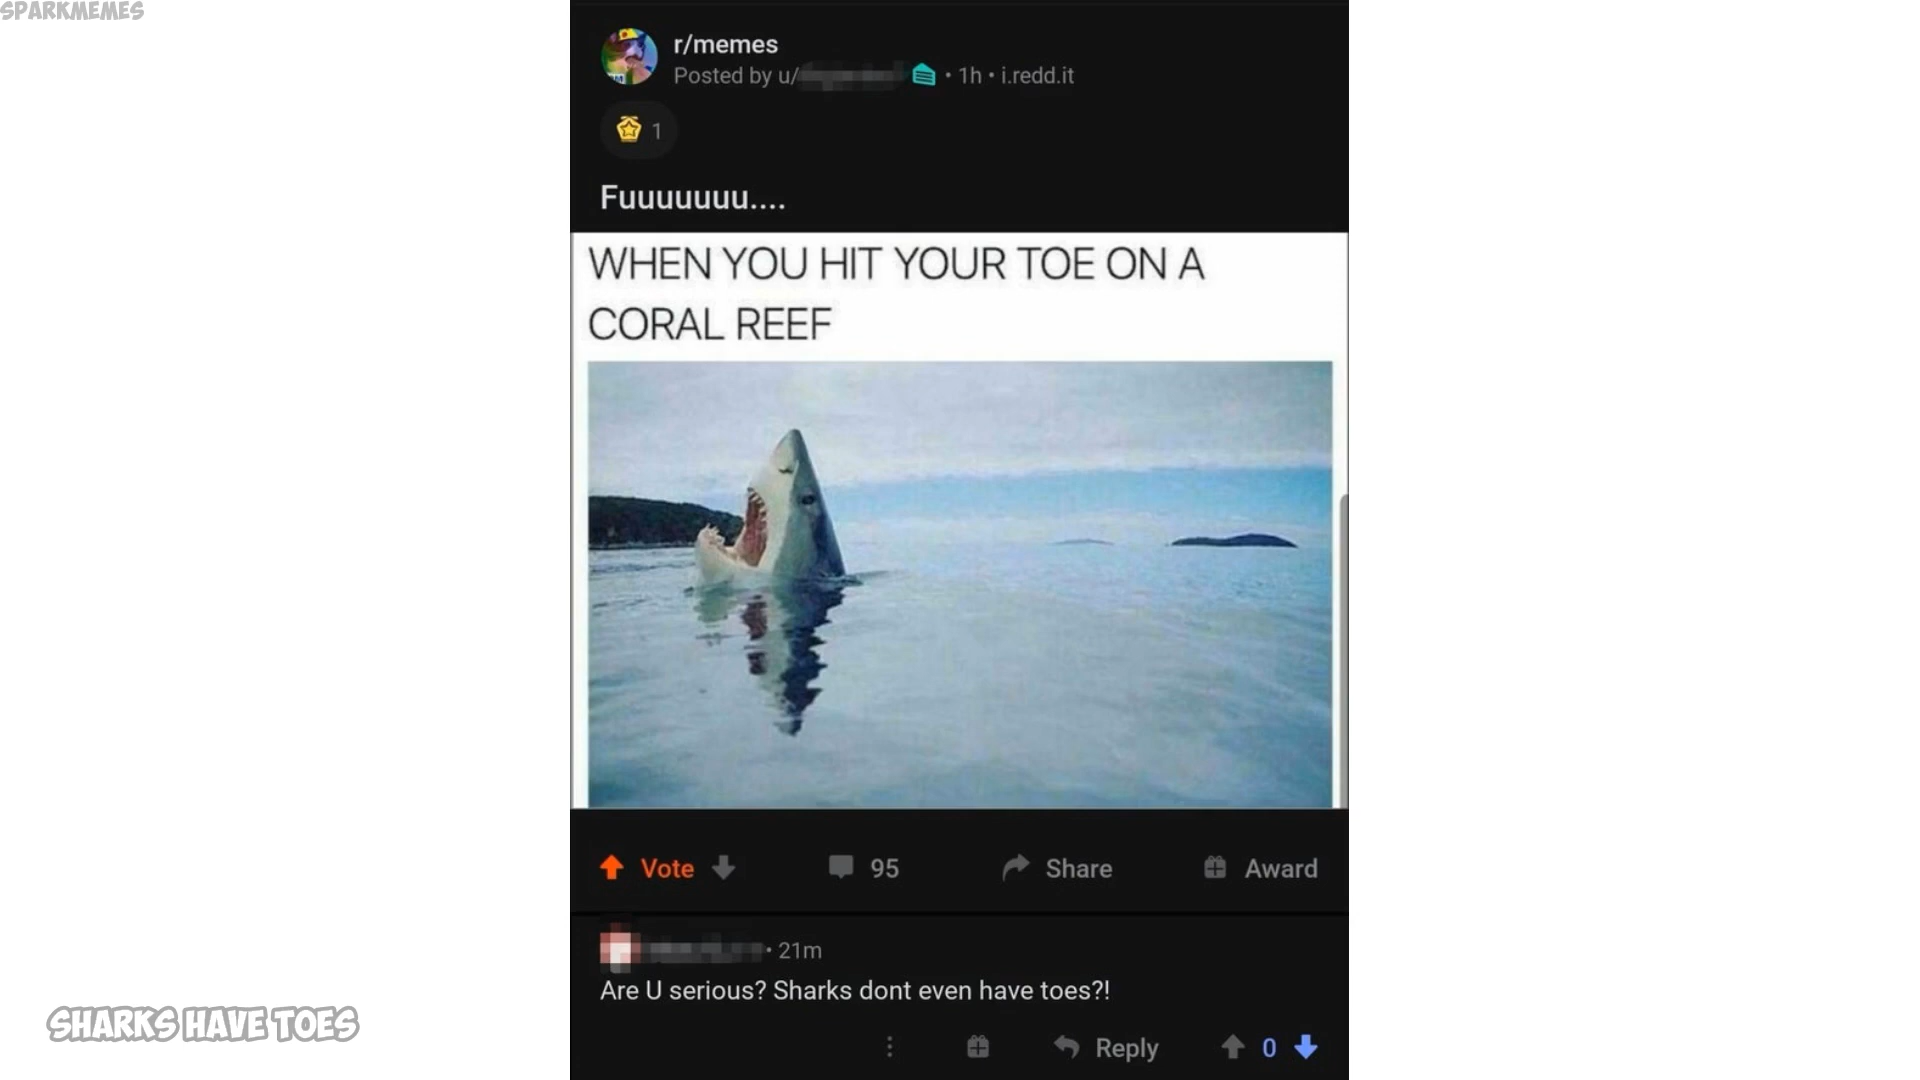 SPARKMEMES
r/memes
Posted by u/ • 1h • i.redd.it
1
Fuuuuuuu....
WHEN YOU HIT YOUR TOE ON A
CORAL REEF
Vote
95
Share
Award
• 21m
Are U serious? Sharks dont even have toes?!
Reply
0
SHARKS HAVE TOES